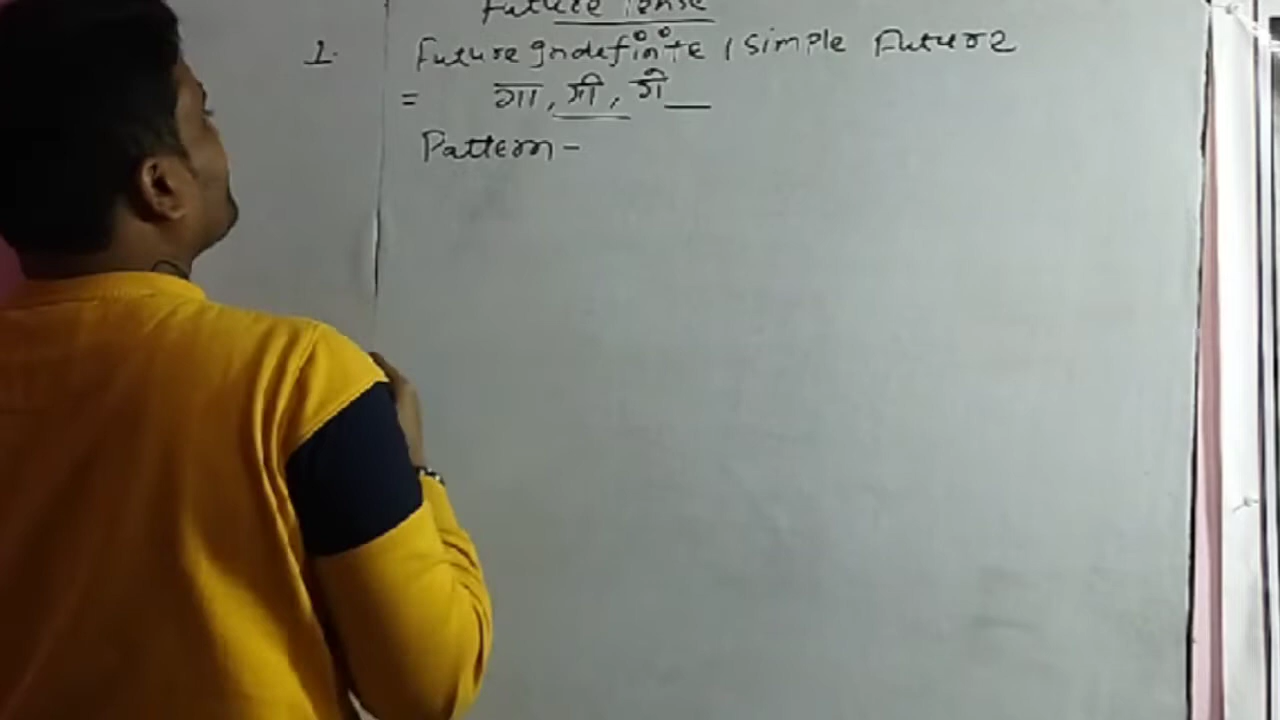 Future Tense
1. Future Indefinite / Simple Future
= गा, गी, गे
Pattern -